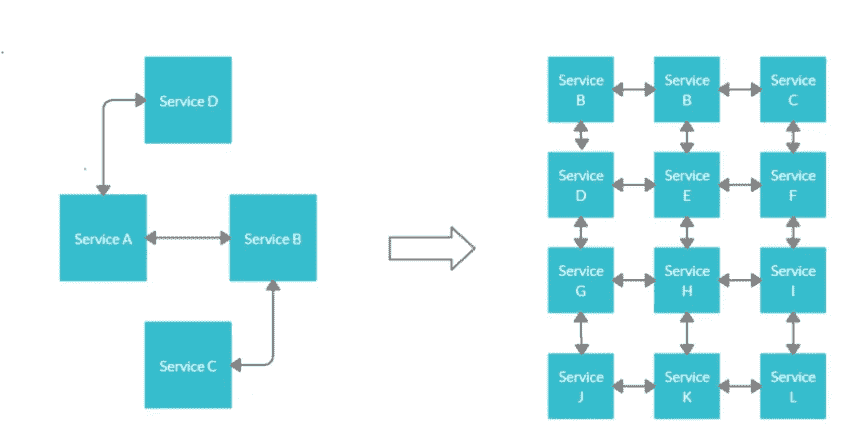 Service D
Service A
Service B
Service C
Service
B
Service
B
Service
C
Service
D
Service
E
Service
F
Service
G
Service
H
Service
I
Service
J
Service
K
Service
L